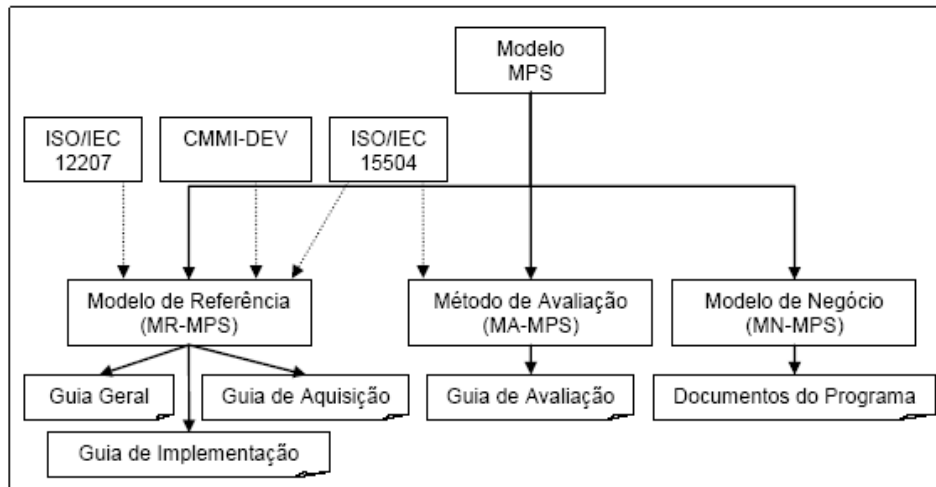 Modelo
MPS
ISO/IEC
12207
CMMI-DEV
ISO/IEC
15504
Modelo de Referência
(MR-MPS)
Método de Avaliação
(MA-MPS)
Modelo de Negócio
(MN-MPS)
Guia Geral
Guia de Aquisição
Guia de Avaliação
Documentos do Programa
Guia de Implementação